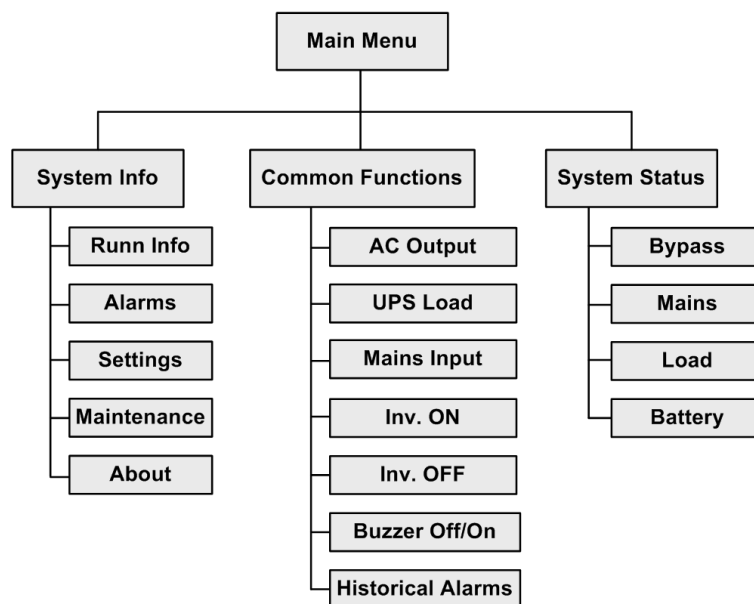 Main Menu
System Info
Common Functions
System Status
Runn Info
Alarms
Settings
Maintenance
About
AC Output
UPS Load
Mains Input
Inv. ON
Inv. OFF
Buzzer Off/On
Historical Alarms
Bypass
Mains
Load
Battery